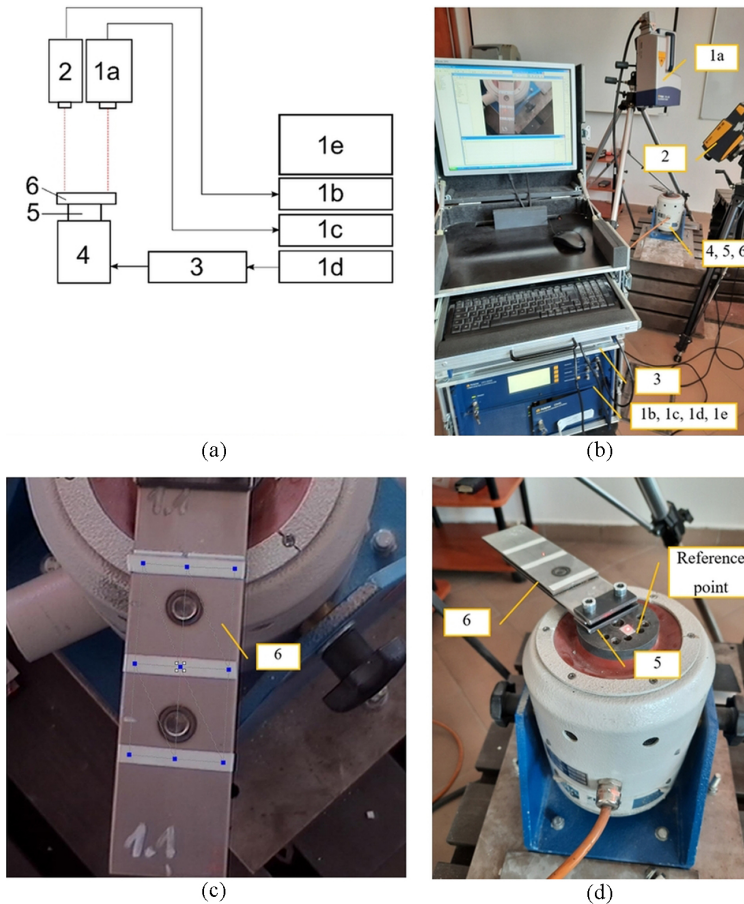 2
1a
1e
1b
1c
1d
6
5
4
3
(a)
1a
2
4, 5, 6
3
1b, 1c, 1d, 1e
(b)
1.1
6
1.1
(c)
Reference
point
6
5
(d)